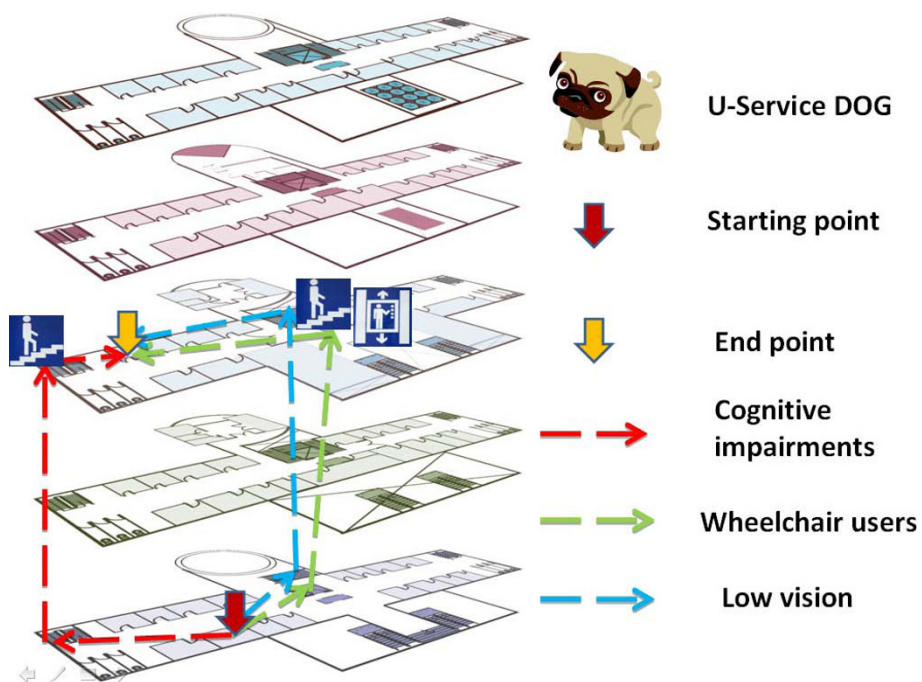 U-Service DOG
Starting point
End point
Cognitive
impairments
Wheelchair users
Low vision